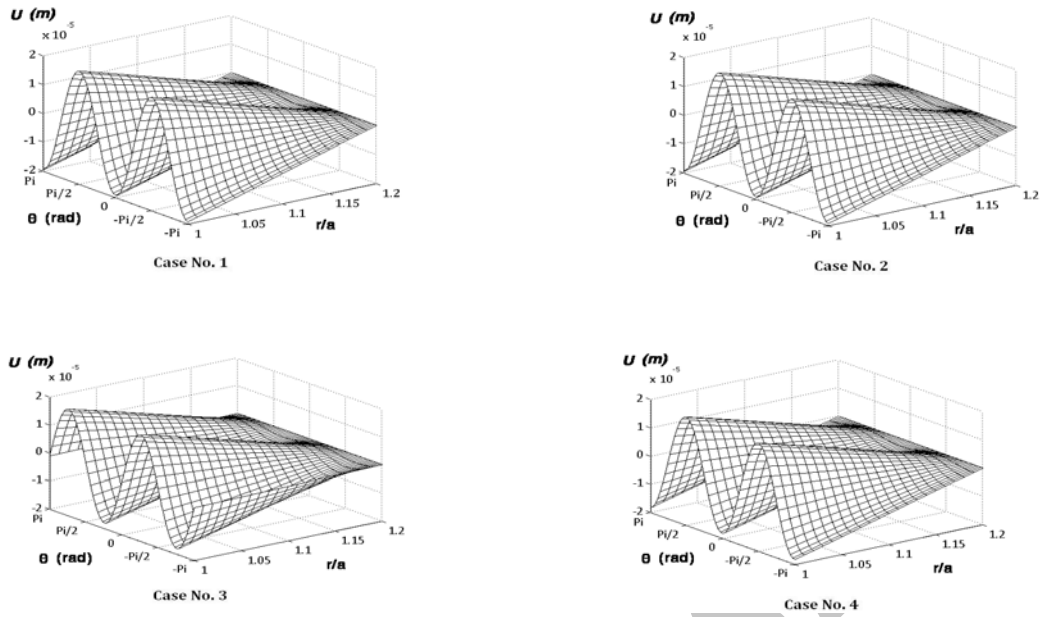 U (m)
x 10⁻⁵
2
1
0
-1
-2
Pi
Pi/2
0
-Pi/2
-Pi
θ (rad)
1
1.05
1.1
1.15
1.2
r/a
Case No. 1
U (m)
x 10⁻⁵
2
1
0
-1
-2
Pi
Pi/2
0
-Pi/2
-Pi
θ (rad)
1
1.05
1.1
1.15
1.2
r/a
Case No. 2
U (m)
x 10⁻⁵
2
1
0
-1
-2
Pi
Pi/2
0
-Pi/2
-Pi
θ (rad)
1
1.05
1.1
1.15
1.2
r/a
Case No. 3
U (m)
x 10⁻⁵
2
1
0
-1
-2
Pi
Pi/2
0
-Pi/2
-Pi
θ (rad)
1
1.05
1.1
1.15
1.2
r/a
Case No. 4